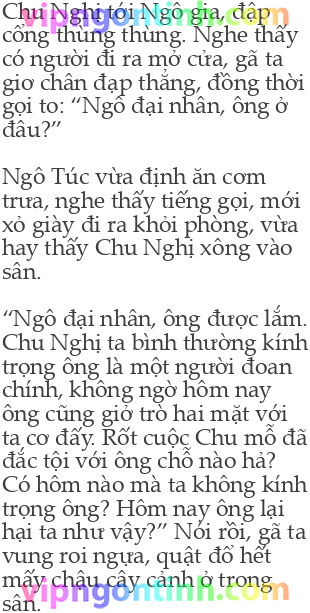 Chu Nghị tới Ngô gia, đập
cổng thùng thùng. Nghe thấy
có người đi ra mở cửa, gã ta
giơ chân đạp thẳng, đồng thời
gọi to: “Ngô đại nhân, ông ở
đâu?”
Ngô Túc vừa định ăn cơm
trưa, nghe thấy tiếng gọi, mới
xỏ giày đi ra khỏi phòng, vừa
hay thấy Chu Nghị xông vào
sân.
“Ngô đại nhân, ông được lắm.
Chu Nghị ta bình thường kính
trọng ông là một người đoan
chính, không ngờ hôm nay
ông cũng giở trò hai mặt với
ta cơ đấy. Rốt cuộc Chu mỗ đã
đắc tội với ông chỗ nào hả?
Có hôm nào mà ta không kính
trọng ông? Hôm nay ông lại
hại ta như vậy?” Nói rồi, gã ta
vung roi ngựa, quật đổ hết
mấy chậu cây cảnh ở trong
sân.
vipngontinh.com
vipngontinh.com